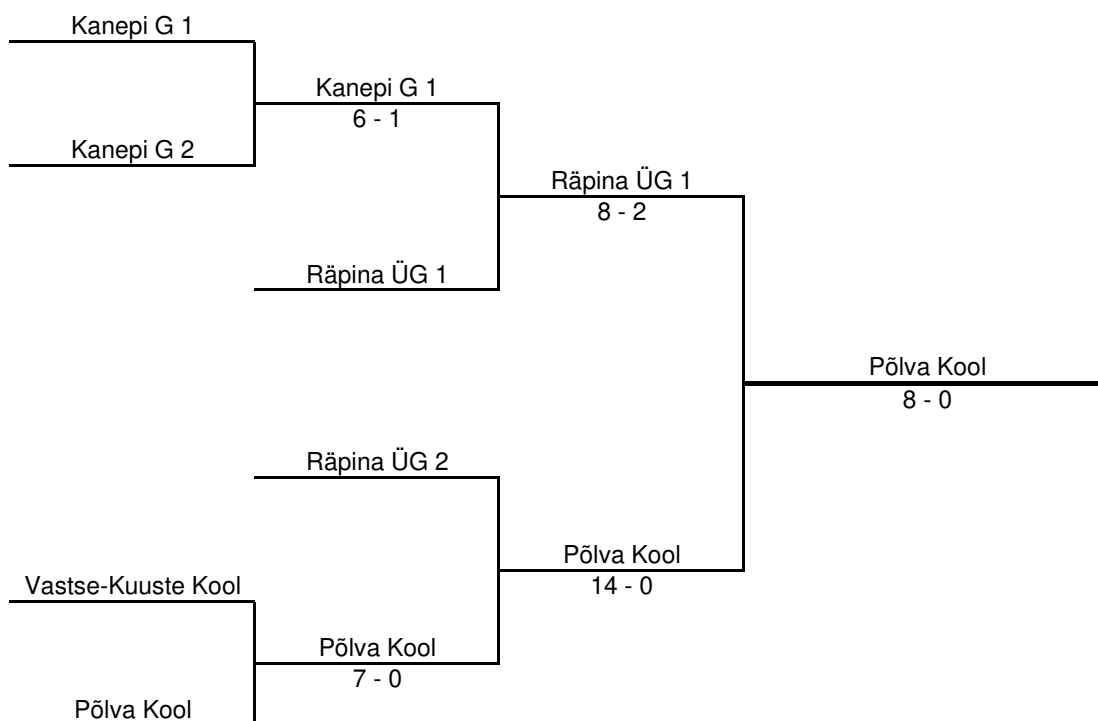 Kanepi G 1
Kanepi G 1
6 - 1
Kanepi G 2
Räpina ÜG 1
8 - 2
Räpina ÜG 1
Põlva Kool
8 - 0
Räpina ÜG 2
Põlva Kool
14 - 0
Vastse-Kuuste Kool
Põlva Kool
7 - 0
Põlva Kool